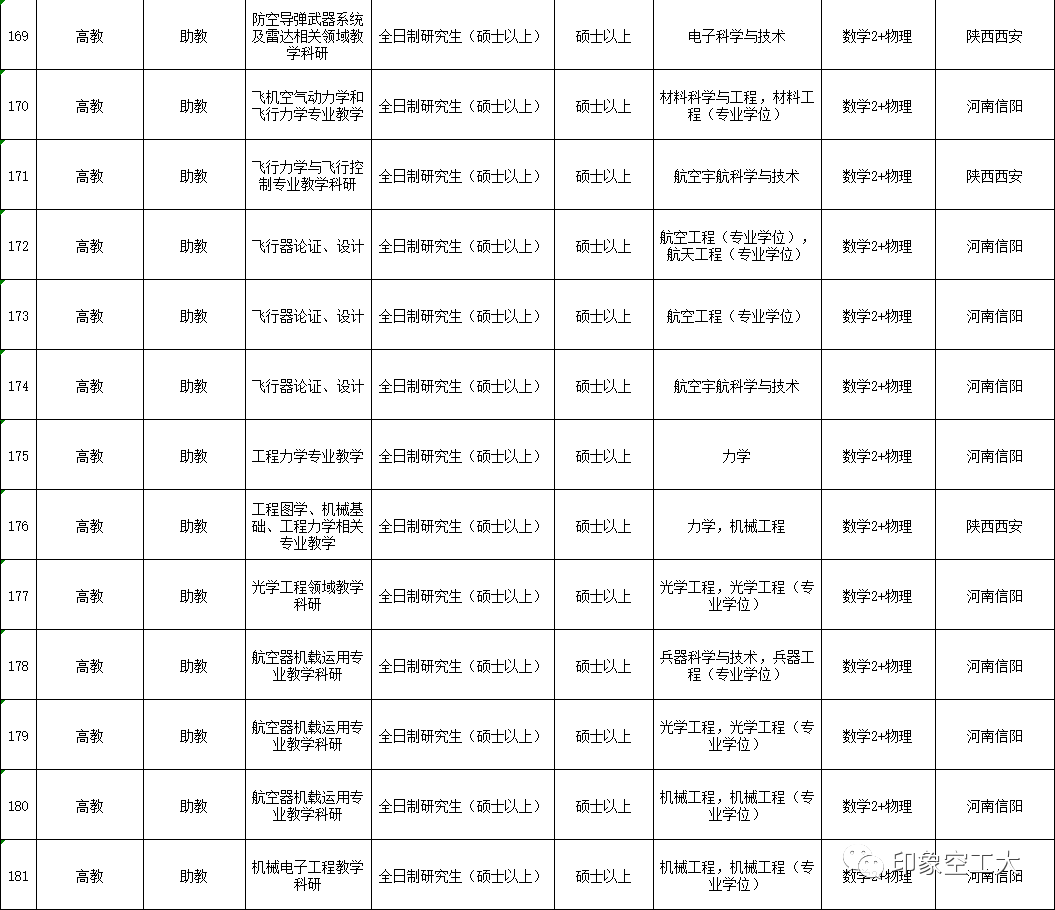 169 高教 助教 防空导弹武器系统及雷达相关领域教学科研 全日制研究生（硕士以上） 硕士以上 电子科学与技术 数学2+物理 陕西西安
170 高教 助教 飞机空气动力学和飞行力学专业教学 全日制研究生（硕士以上） 硕士以上 材料科学与工程，材料工程（专业学位） 数学2+物理 河南信阳
171 高教 助教 飞行力学与飞行控制专业教学科研 全日制研究生（硕士以上） 硕士以上 航空宇航科学与技术 数学2+物理 陕西西安
172 高教 助教 飞行器论证、设计 全日制研究生（硕士以上） 硕士以上 航空工程（专业学位），航天工程（专业学位） 数学2+物理 河南信阳
173 高教 助教 飞行器论证、设计 全日制研究生（硕士以上） 硕士以上 航空工程（专业学位） 数学2+物理 河南信阳
174 高教 助教 飞行器论证、设计 全日制研究生（硕士以上） 硕士以上 航空宇航科学与技术 数学2+物理 河南信阳
175 高教 助教 工程力学专业教学 全日制研究生（硕士以上） 硕士以上 力学 数学2+物理 河南信阳
176 高教 助教 工程图学、机械基础、工程力学相关专业教学 全日制研究生（硕士以上） 硕士以上 力学，机械工程 数学2+物理 陕西西安
177 高教 助教 光学工程领域教学科研 全日制研究生（硕士以上） 硕士以上 光学工程，光学工程（专业学位） 数学2+物理 河南信阳
178 高教 助教 航空器机载运用专业教学科研 全日制研究生（硕士以上） 硕士以上 兵器科学与技术，兵器工程（专业学位） 数学2+物理 河南信阳
179 高教 助教 航空器机载运用专业教学科研 全日制研究生（硕士以上） 硕士以上 光学工程，光学工程（专业学位） 数学2+物理 河南信阳
180 高教 助教 航空器机载运用专业教学科研 全日制研究生（硕士以上） 硕士以上 机械工程，机械工程（专业学位） 数学2+物理 河南信阳
181 高教 助教 机械电子工程教学科研 全日制研究生（硕士以上） 硕士以上 机械工程，机械工程（专业学位） 数学2+物理 河南信阳
印象空工大